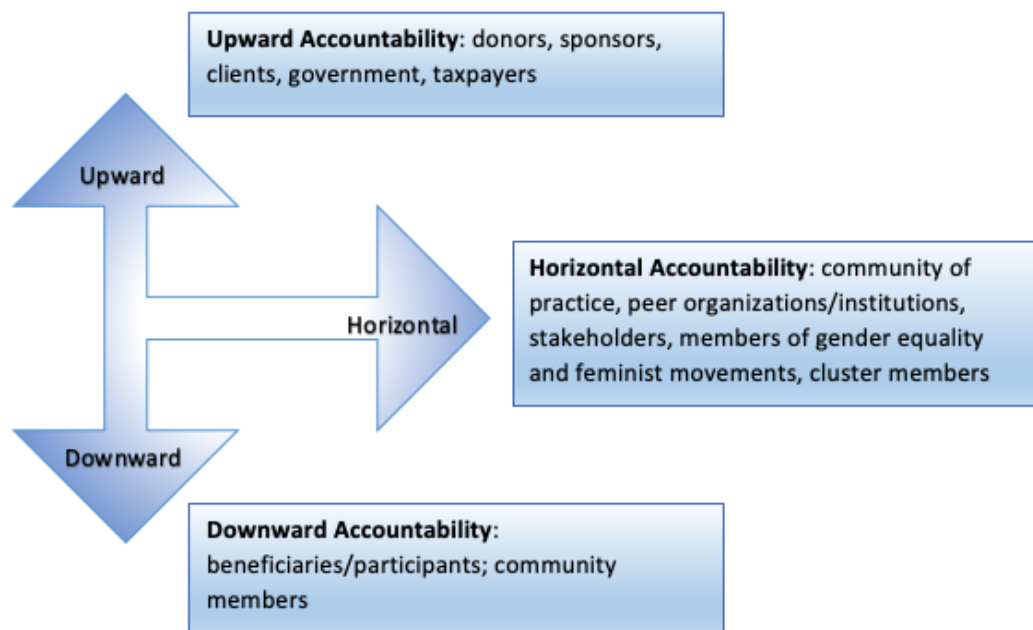 Upward Accountability: donors, sponsors,
clients, government, taxpayers
Upward
Horizontal Accountability: community of
practice, peer organizations/institutions,
stakeholders, members of gender equality
and feminist movements, cluster members
Horizontal
Downward
Downward Accountability:
beneficiaries/participants; community
members